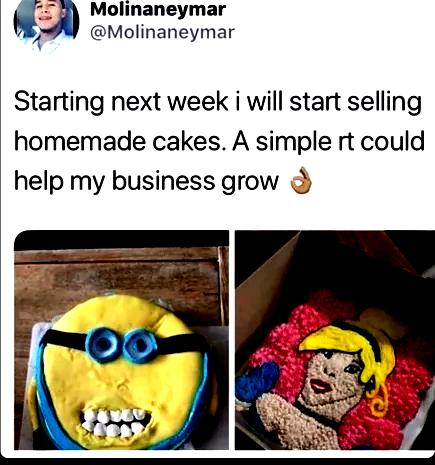 Molinaneymar
@Molinaneymar
Starting next week i will start selling
homemade cakes. A simple rt could
help my business grow 👌🏽